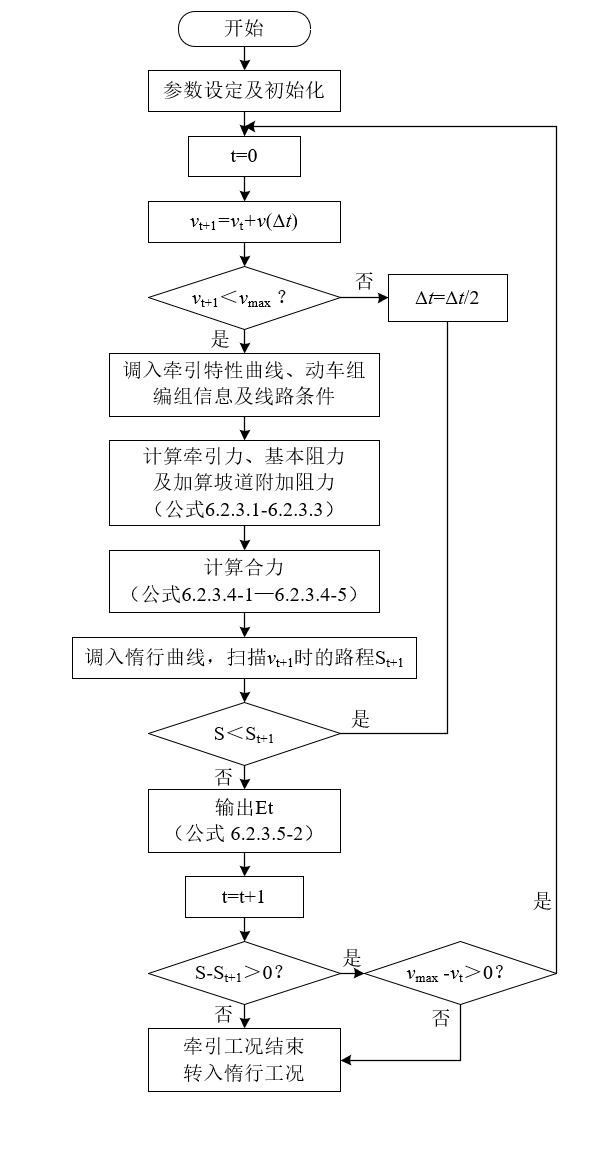 开始
参数设定及初始化
t=0
vt+1=vt+v(Δt)
vt+1＜vmax？
否
Δt=Δt/2
是
调入牵引特性曲线、动车组
编组信息及线路条件
计算牵引力、基本阻力
及加算坡道附加阻力
（公式6.2.3.1-6.2.3.3）
计算合力
（公式6.2.3.4-1—6.2.3.4-5）
调入惰行曲线，扫描vt+1时的路程St+1
S＜St+1
是
否
输出Et
（公式 6.2.3.5-2）
t=t+1
是
S-St+1＞0？
是
vmax -vt＞0？
否
否
牵引工况结束
转入惰行工况